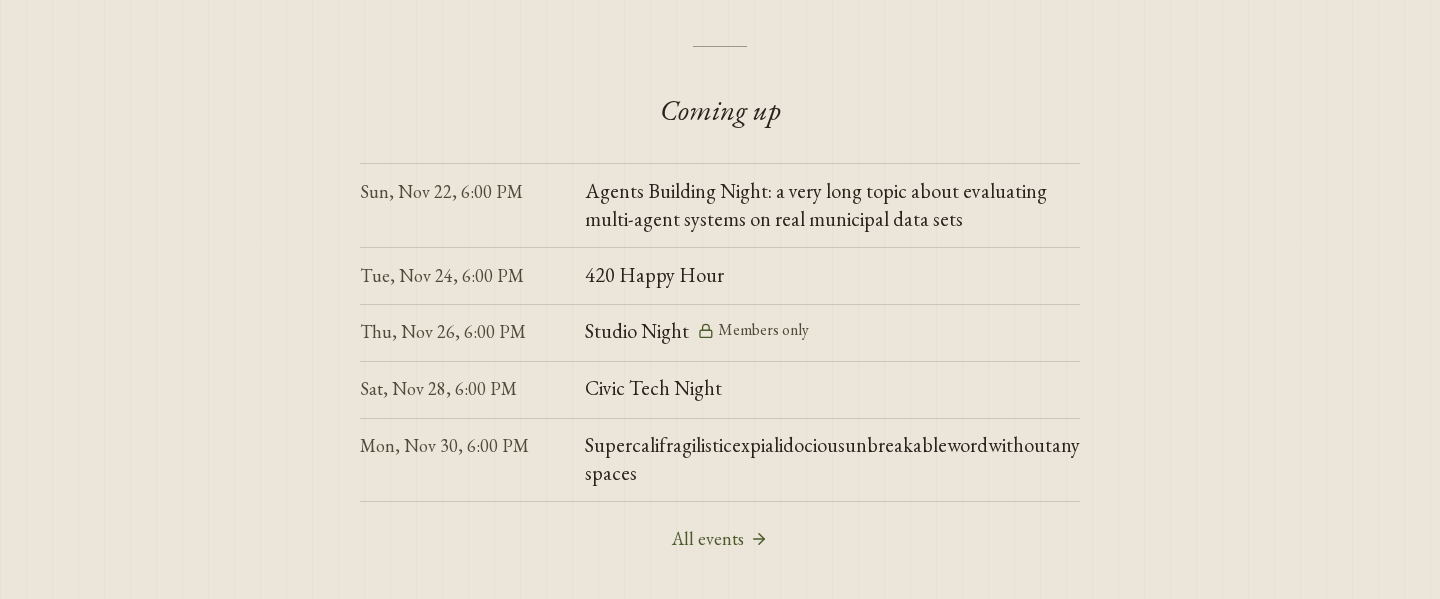 Coming up
Sun, Nov 22, 6:00 PM
Agents Building Night: a very long topic about evaluating
multi-agent systems on real municipal data sets
Tue, Nov 24, 6:00 PM
420 Happy Hour
Thu, Nov 26, 6:00 PM
Studio Night Members only
Sat, Nov 28, 6:00 PM
Civic Tech Night
Mon, Nov 30, 6:00 PM
Supercalifragilisticexpialidociousunbreakablewordwithoutany
spaces
All events →